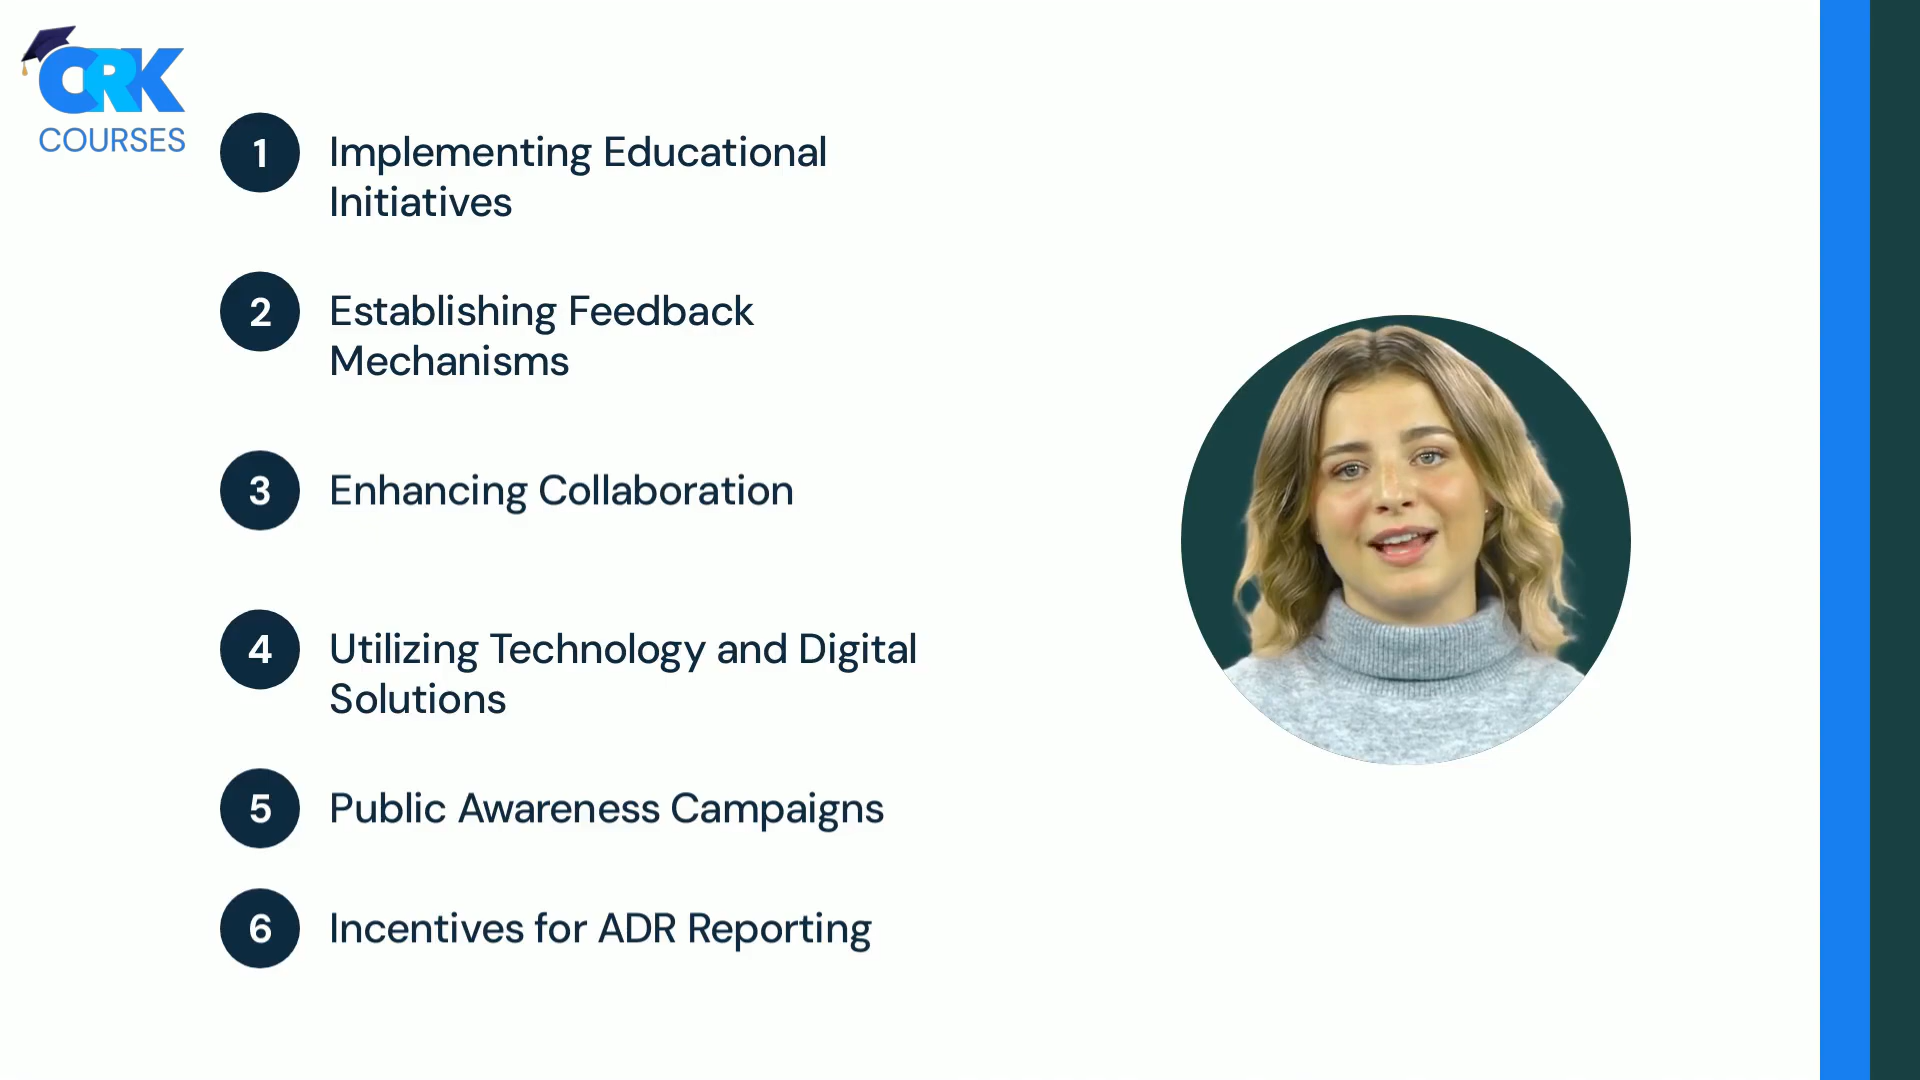 CRK
COURSES
1 Implementing Educational
Initiatives
2 Establishing Feedback
Mechanisms
3 Enhancing Collaboration
4 Utilizing Technology and Digital
Solutions
5 Public Awareness Campaigns
6 Incentives for ADR Reporting